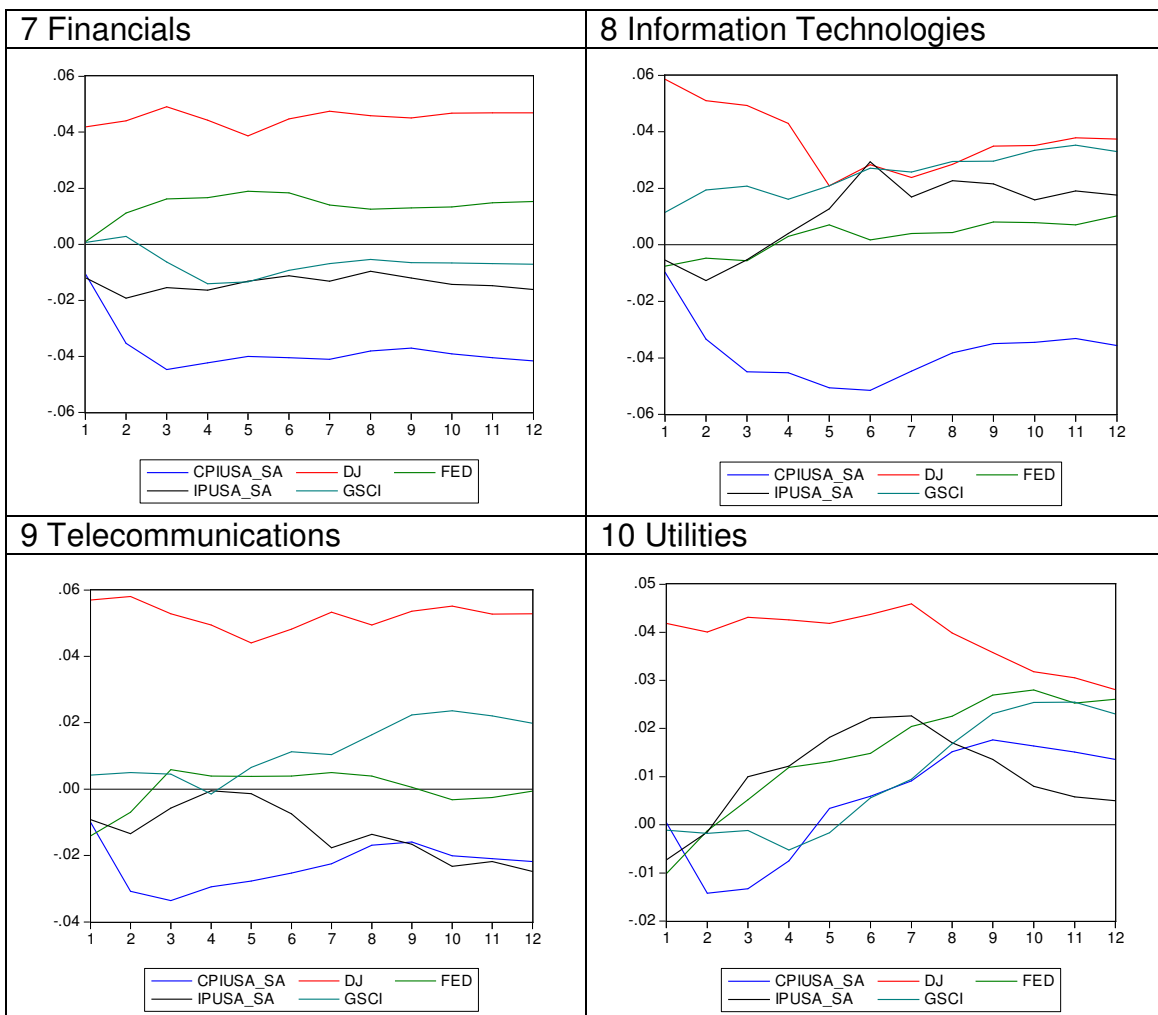 7 Financials
.06
.04
.02
.00
-.02
-.04
-.06
1 2 3 4 5 6 7 8 9 10 11 12
CPIUSA_SA DJ FED
IPUSA_SA GSCI
8 Information Technologies
.06
.04
.02
.00
-.02
-.04
-.06
1 2 3 4 5 6 7 8 9 10 11 12
CPIUSA_SA DJ FED
IPUSA_SA GSCI
9 Telecommunications
.06
.04
.02
.00
-.02
-.04
1 2 3 4 5 6 7 8 9 10 11 12
CPIUSA_SA DJ FED
IPUSA_SA GSCI
10 Utilities
.05
.04
.03
.02
.01
.00
-.01
-.02
1 2 3 4 5 6 7 8 9 10 11 12
CPIUSA_SA DJ FED
IPUSA_SA GSCI